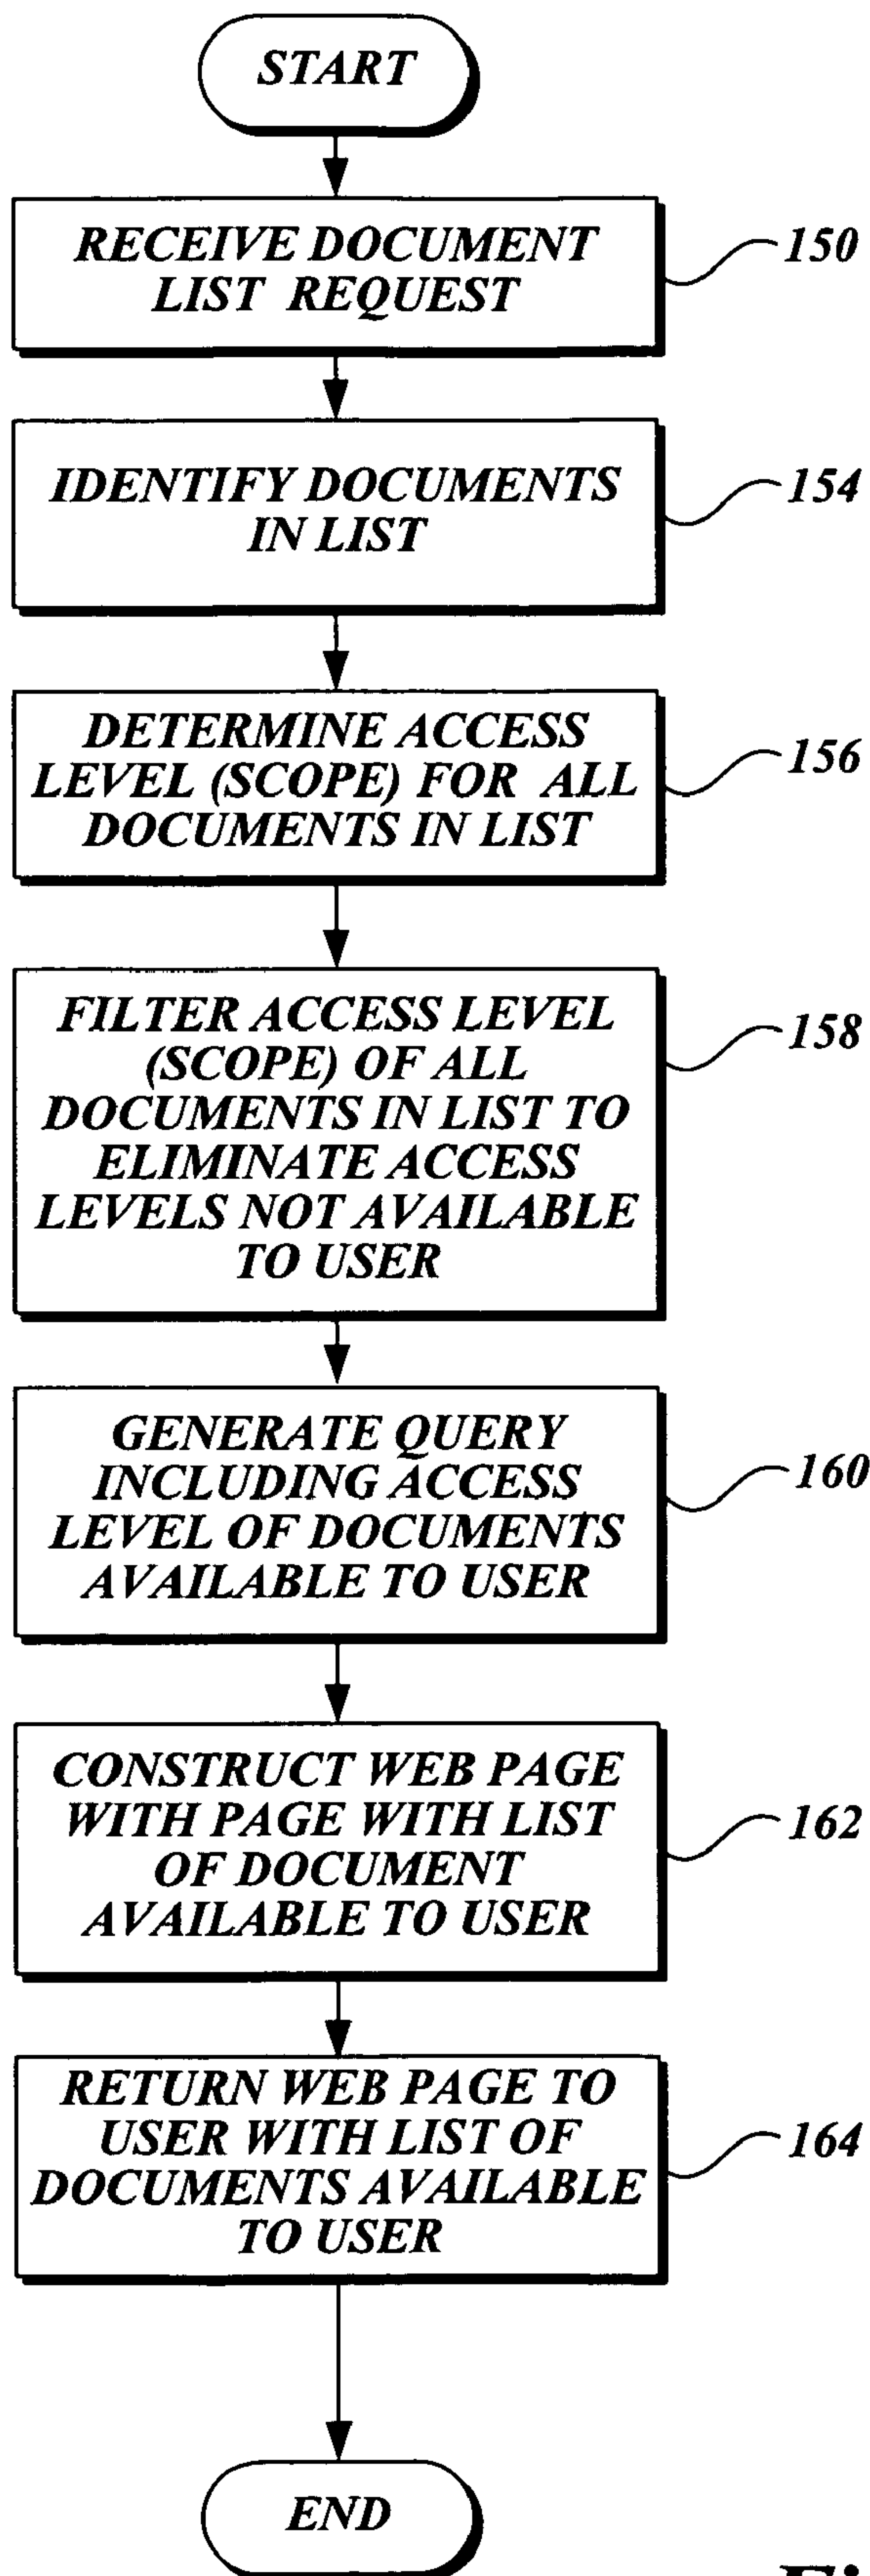 START
RECEIVE DOCUMENT
LIST REQUEST
150
IDENTIFY DOCUMENTS
IN LIST
154
DETERMINE ACCESS
LEVEL (SCOPE) FOR ALL
DOCUMENTS IN LIST
156
FILTER ACCESS LEVEL
(SCOPE) OF ALL
DOCUMENTS IN LIST TO
ELIMINATE ACCESS
LEVELS NOT AVAILABLE
TO USER
158
GENERATE QUERY
INCLUDING ACCESS
LEVEL OF DOCUMENTS
AVAILABLE TO USER
160
CONSTRUCT WEB PAGE
WITH PAGE WITH LIST
OF DOCUMENT
AVAILABLE TO USER
162
RETURN WEB PAGE TO
USER WITH LIST OF
DOCUMENTS AVAILABLE
TO USER
164
END